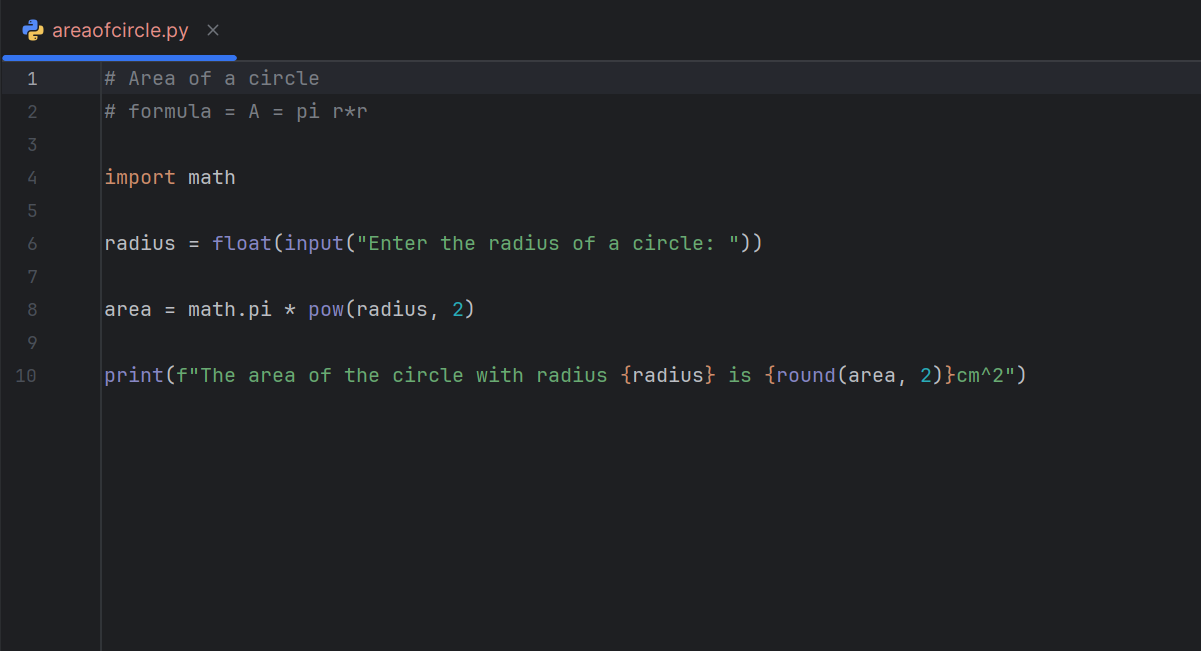 areaofcircle.py
1 # Area of a circle
2 # formula = A = pi r*r
3
4 import math
5
6 radius = float(input("Enter the radius of a circle: "))
7
8 area = math.pi * pow(radius, 2)
9
10 print(f"The area of the circle with radius {radius} is {round(area, 2)}cm^2")